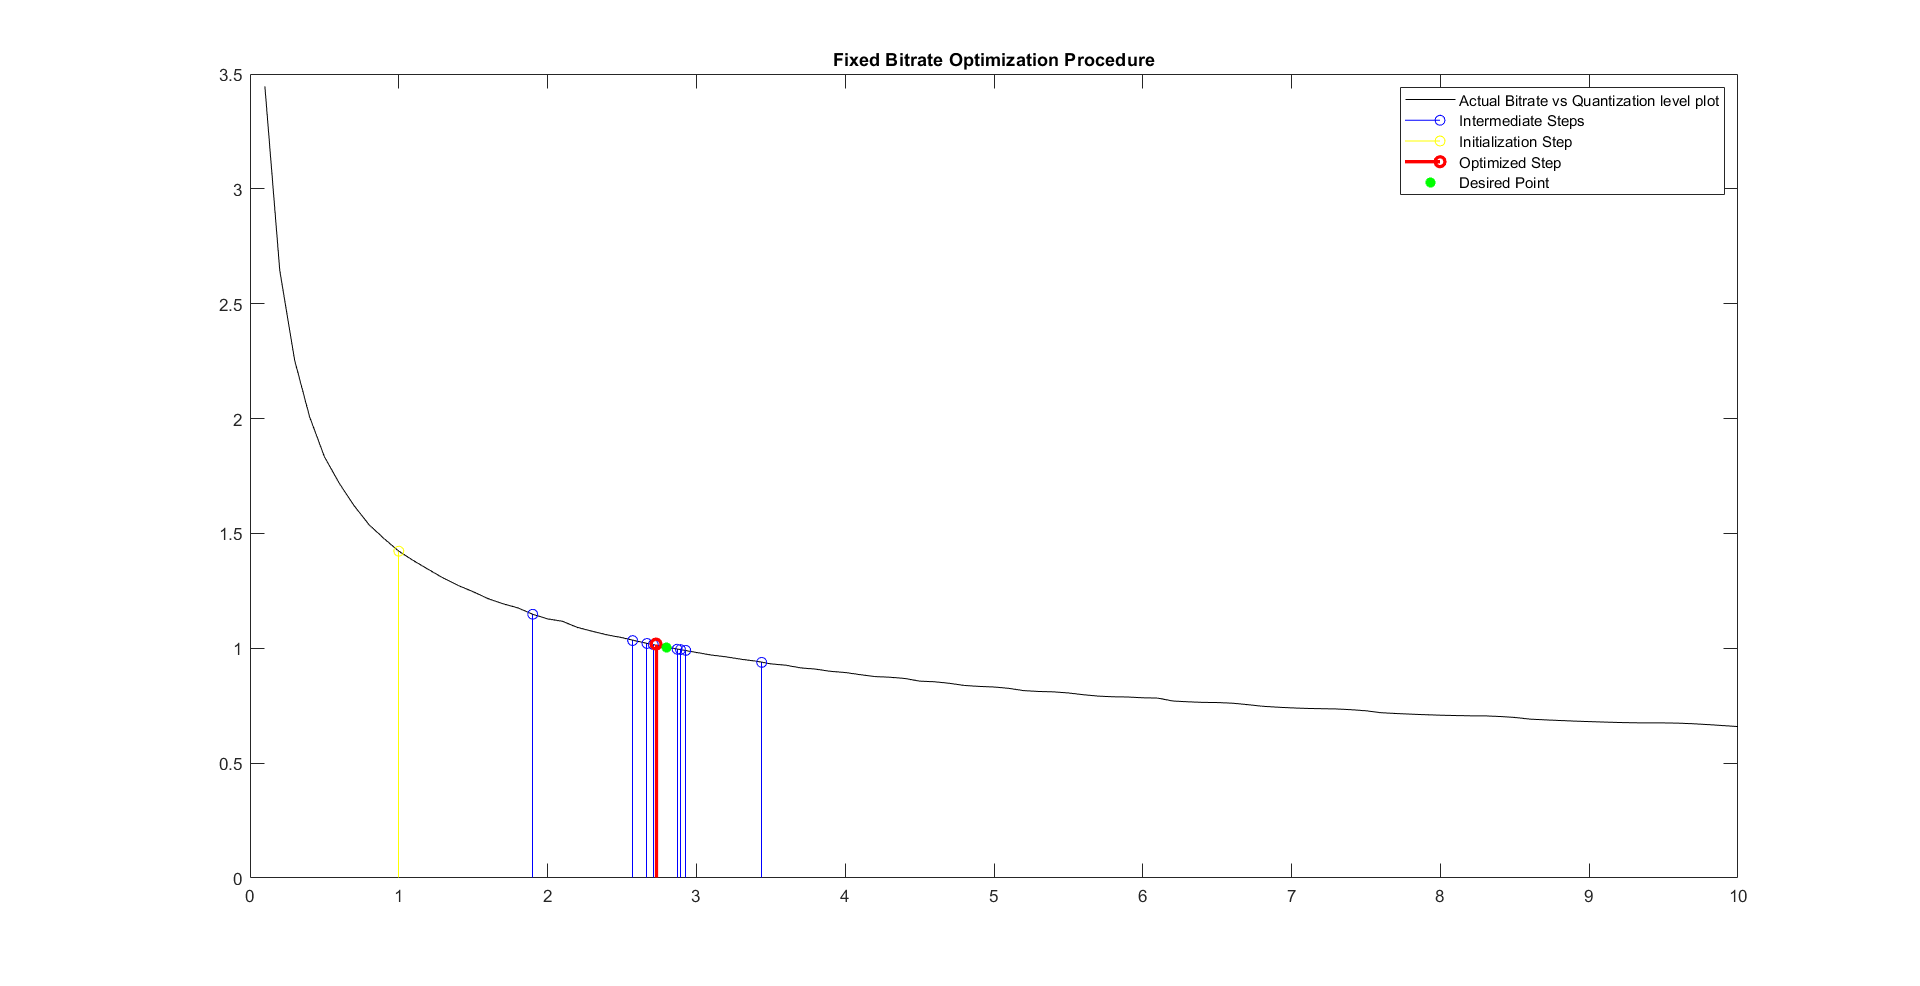 Fixed Bitrate Optimization Procedure
3.5
3
2.5
2
1.5
1
0.5
0
Actual Bitrate vs Quantization level plot
Intermediate Steps
Initialization Step
Optimized Step
Desired Point
0 1 2 3 4 5 6 7 8 9 10